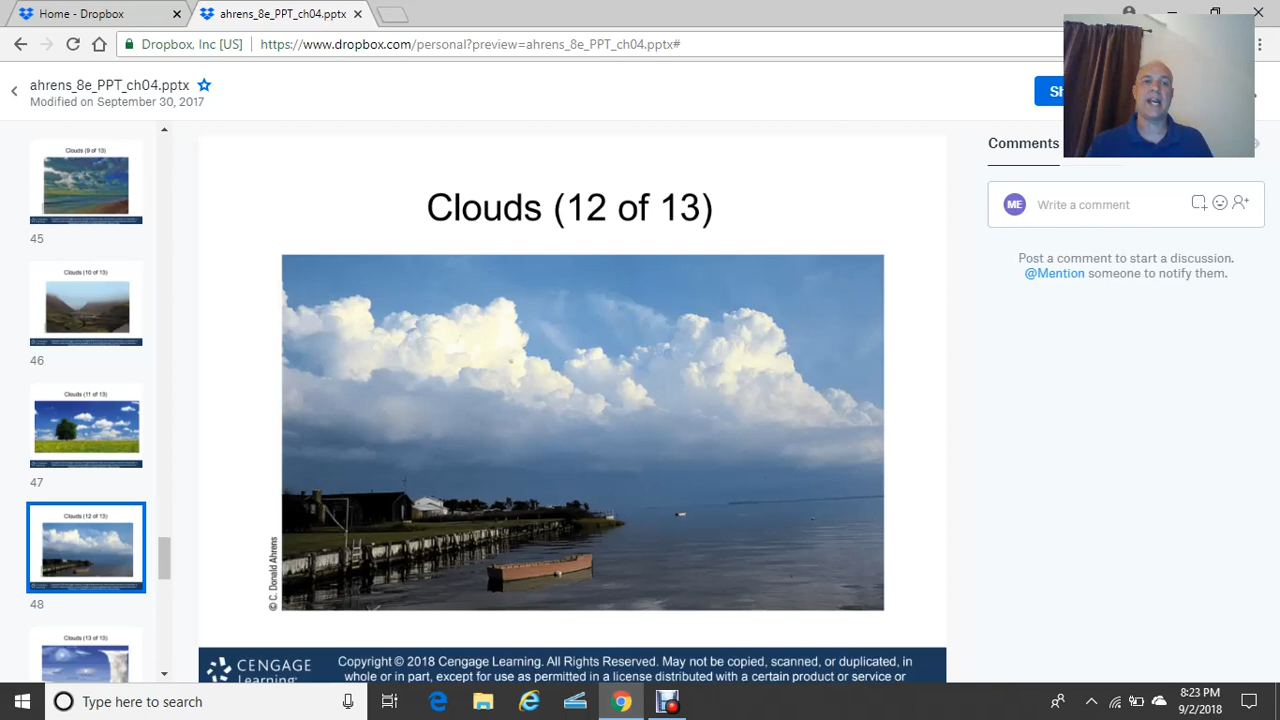 Home - Dropbox
ahrens_8e_PPT_ch04.pptx
Dropbox, Inc [US]
https://www.dropbox.com/personal?preview=ahrens_8e_PPT_ch04.pptx#
ahrens_8e_PPT_ch04.pptx
Modified on September 30, 2017
Clouds (9 of 13)
45
Clouds (10 of 13)
46
Clouds (11 of 13)
47
Clouds (12 of 13)
48
Clouds (13 of 13)
Clouds (12 of 13)
© C. Donald Ahrens
CENGAGE
Learning
Copyright © 2018 Cengage Learning. All Rights Reserved. May not be copied, scanned, or duplicated, in
whole or in part, except for use as permitted in a license distributed with a certain product or service or
Comments
ME
Write a comment
Post a comment to start a discussion.
@Mention someone to notify them.
Type here to search
8:23 PM
9/2/2018